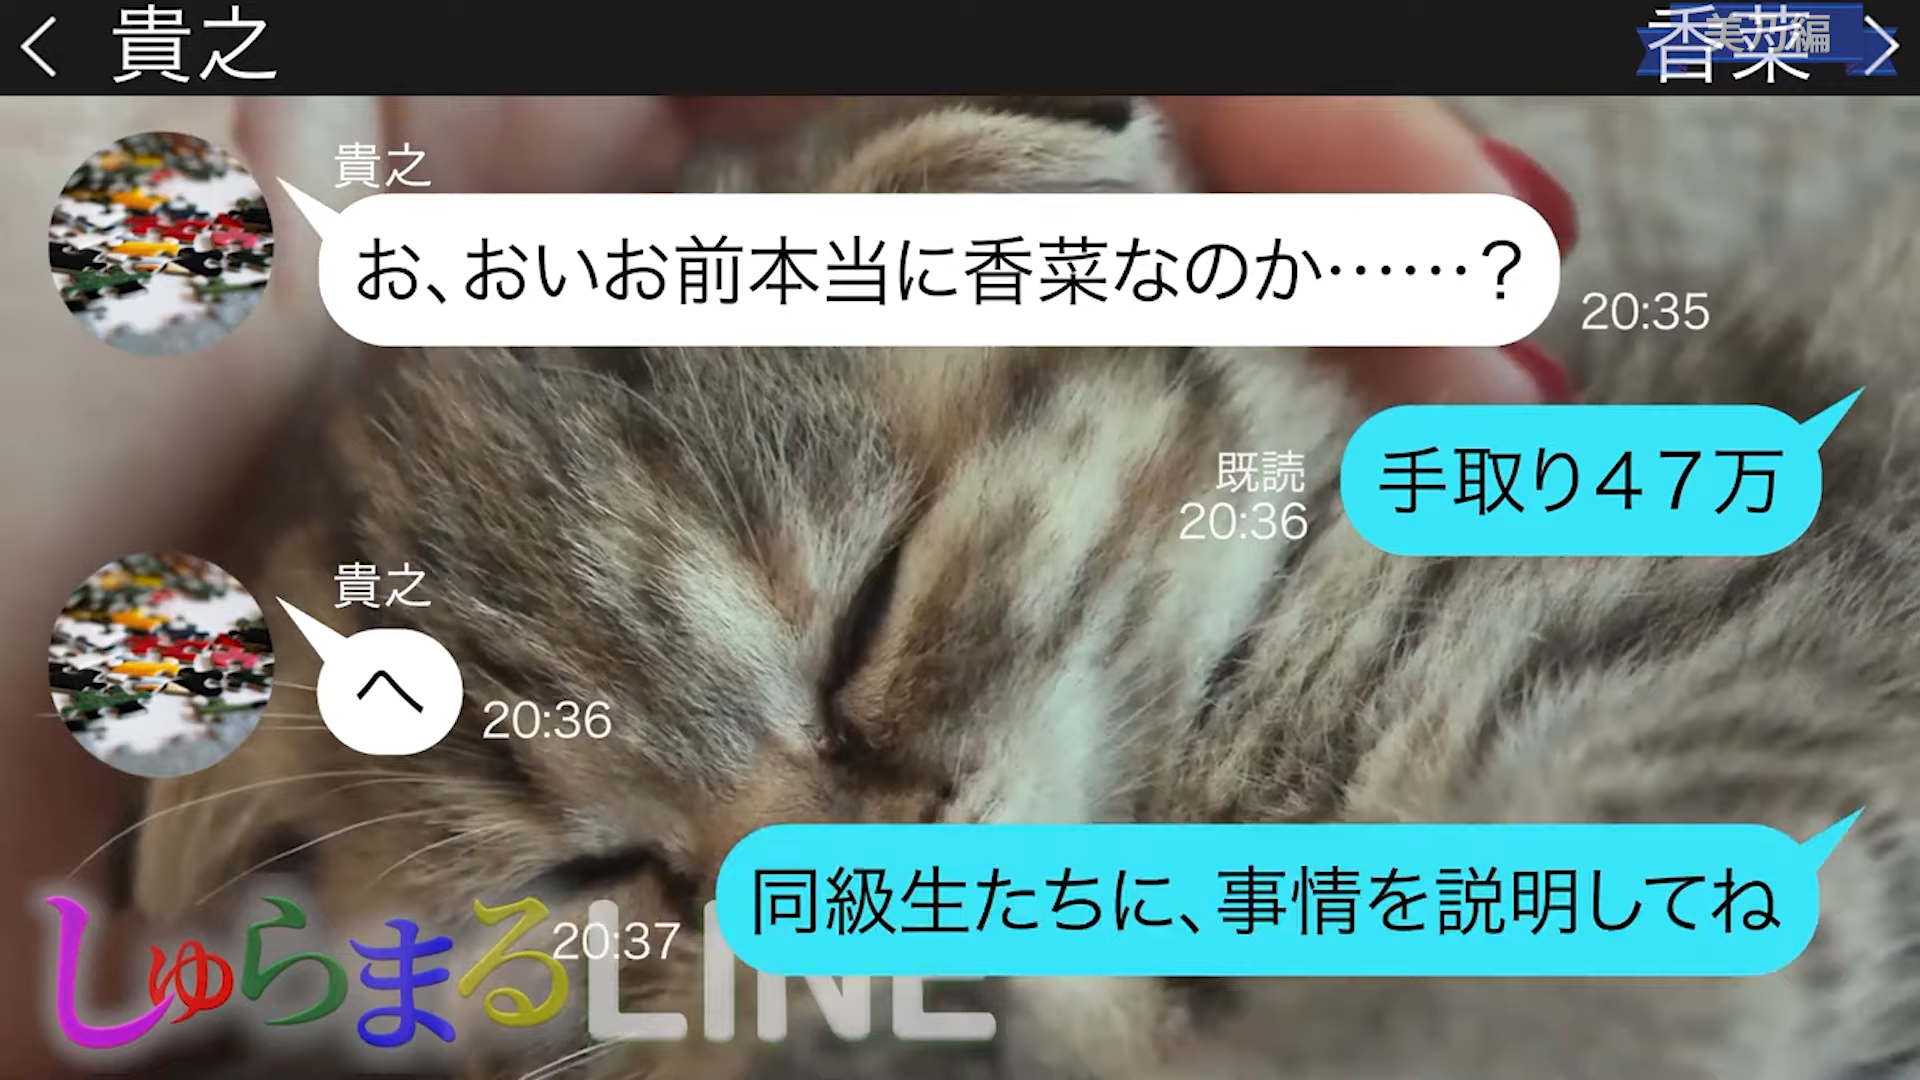 貴之
香菜
美乃編
貴之
お、おいお前本当に香菜なのか……？
20:35
手取り４７万
既読
20:36
貴之
へ
20:36
同級生たちに、事情を説明してね
20:37
しゅらまるLINE